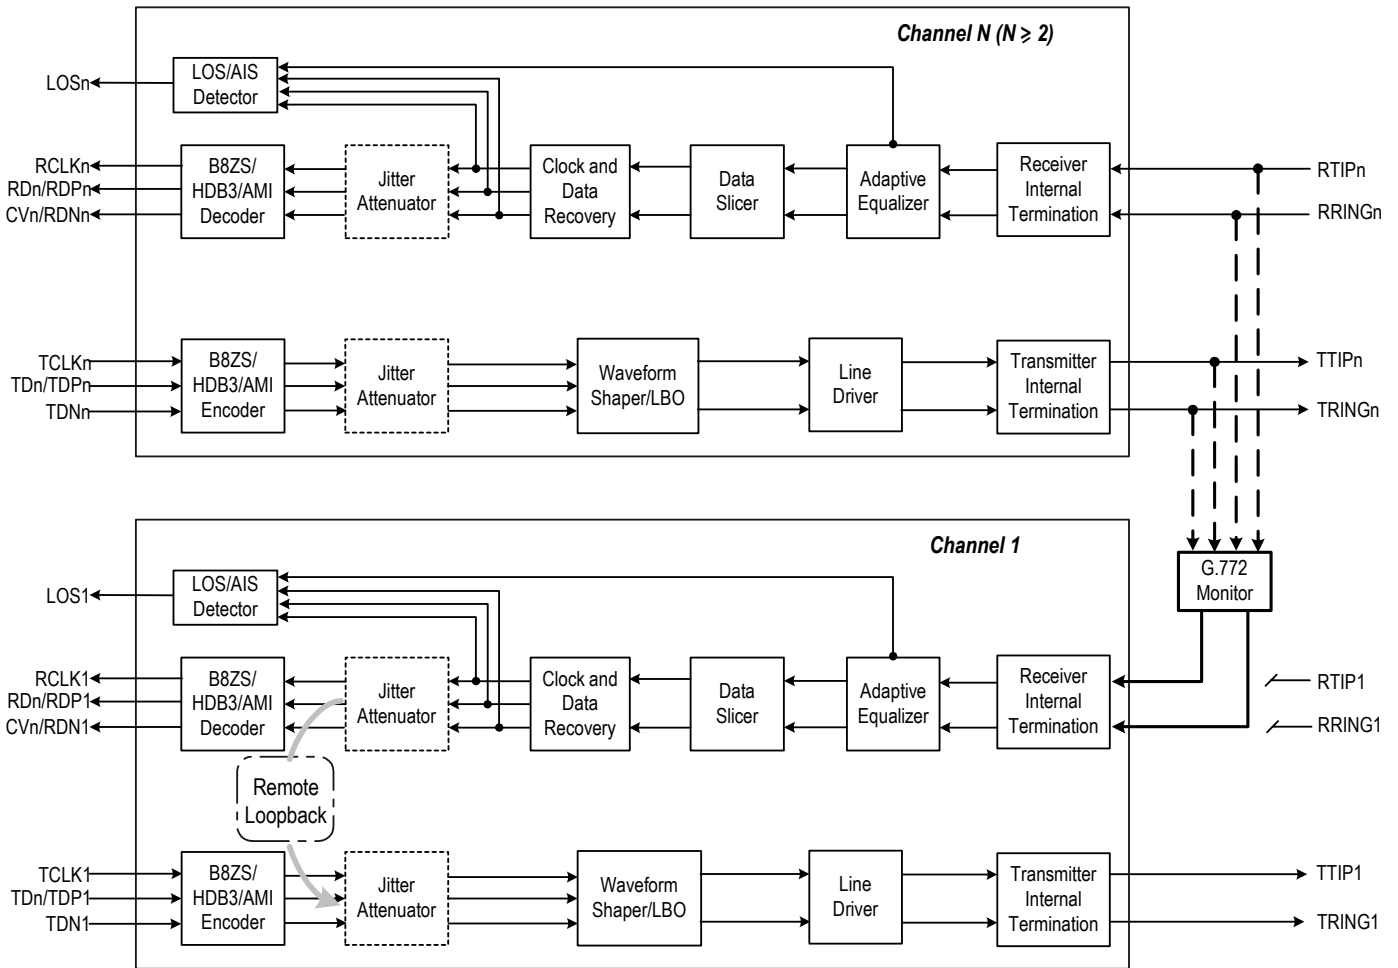 Channel N (N ≥ 2)
LOSn
LOS/AIS
Detector
RCLKn
RDn/RDPn
CVn/RDNn
B8ZS/
HDB3/AMI
Decoder
Jitter
Attenuator
Clock and
Data
Recovery
Data
Slicer
Adaptive
Equalizer
Receiver
Internal
Termination
RTIPn
RRINGn
TCLKn
TDn/TDPn
TDNn
B8ZS/
HDB3/AMI
Encoder
Jitter
Attenuator
Waveform
Shaper/LBO
Line
Driver
Transmitter
Internal
Termination
TTIPn
TRINGn
Channel 1
G.772
Monitor
LOS1
LOS/AIS
Detector
RCLK1
RDn/RDP1
CVn/RDN1
B8ZS/
HDB3/AMI
Decoder
Jitter
Attenuator
Clock and
Data
Recovery
Data
Slicer
Adaptive
Equalizer
Receiver
Internal
Termination
RTIP1
RRING1
Remote
Loopback
TCLK1
TDn/TDP1
TDN1
B8ZS/
HDB3/AMI
Encoder
Jitter
Attenuator
Waveform
Shaper/LBO
Line
Driver
Transmitter
Internal
Termination
TTIP1
TRING1